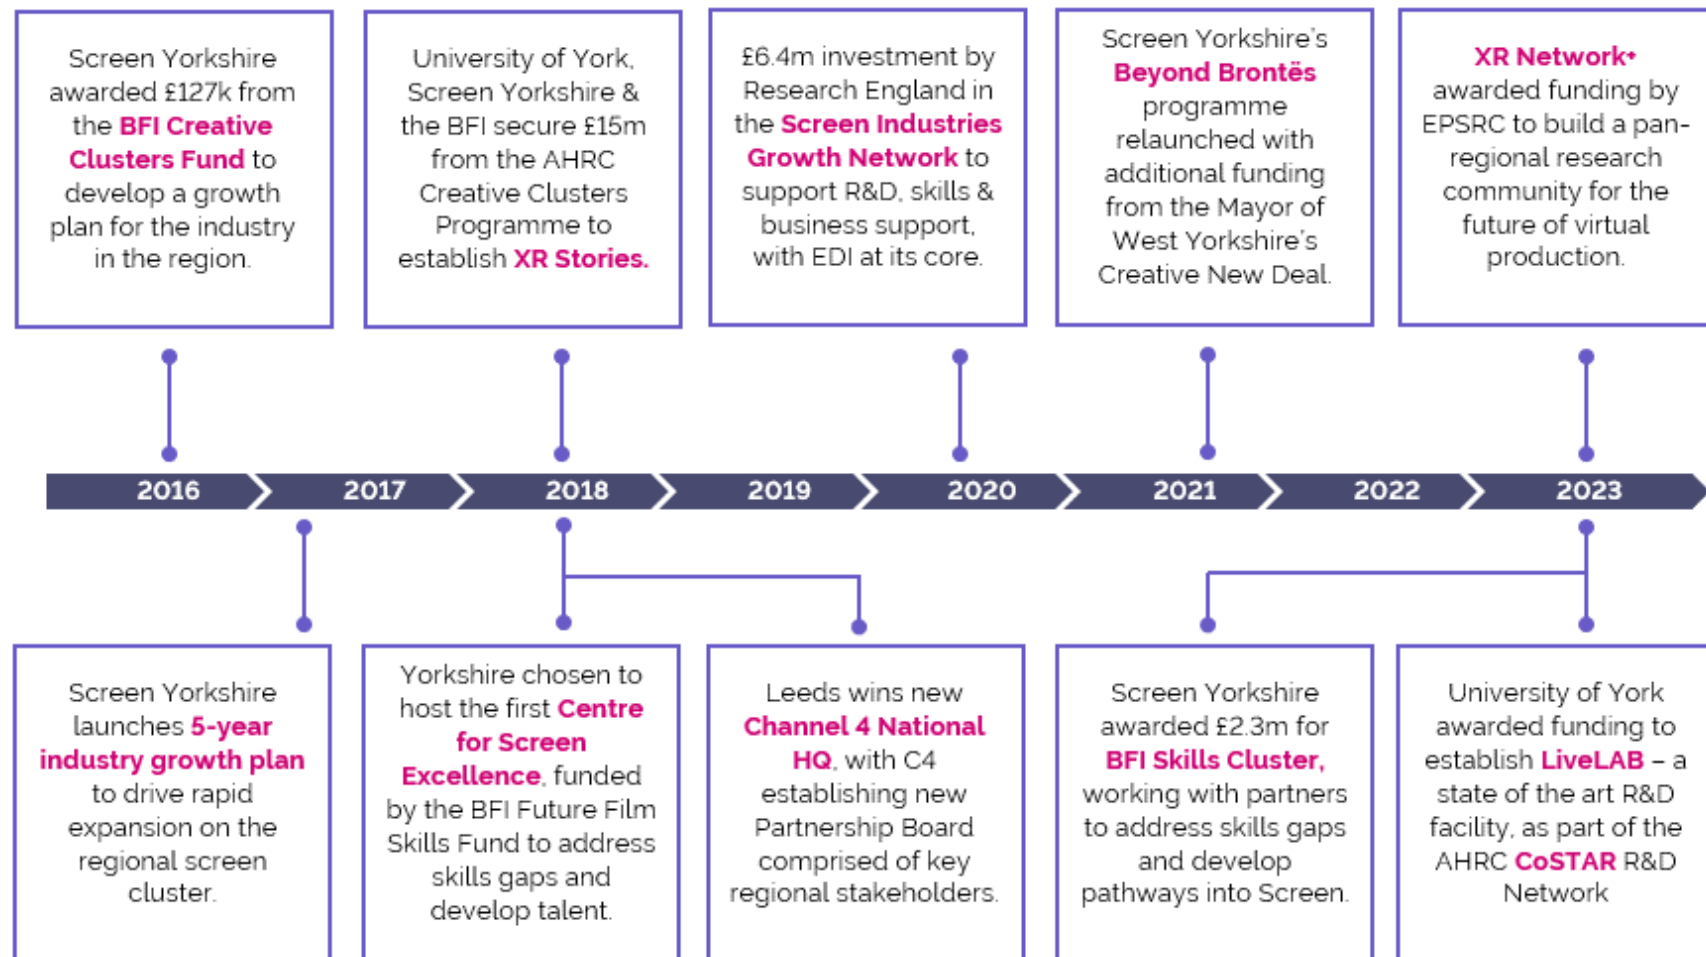 Screen Yorkshire
awarded £127k from
the BFI Creative
Clusters Fund to
develop a growth
plan for the industry
in the region.
University of York,
Screen Yorkshire &
the BFI secure £15m
from the AHRC
Creative Clusters
Programme to
establish XR Stories.
£6.4m investment by
Research England in
the Screen Industries
Growth Network to
support R&D, skills &
business support,
with EDI at its core.
Screen Yorkshire's
Beyond Brontës
programme
relaunched with
additional funding
from the Mayor of
West Yorkshire's
Creative New Deal.
XR Network+
awarded funding by
EPSRC to build a pan-
regional research
community for the
future of virtual
production.
2016 2017 2018 2019 2020 2021 2022 2023
Screen Yorkshire
launches 5-year
industry growth plan
to drive rapid
expansion on the
regional screen
cluster.
Yorkshire chosen to
host the first Centre
for Screen
Excellence, funded
by the BFI Future Film
Skills Fund to address
skills gaps and
develop talent.
Leeds wins new
Channel 4 National
HQ, with C4
establishing new
Partnership Board
comprised of key
regional stakeholders.
Screen Yorkshire
awarded £2.3m for
BFI Skills Cluster,
working with partners
to address skills gaps
and develop
pathways into Screen.
University of York
awarded funding to
establish LiveLAB – a
state of the art R&D
facility, as part of the
AHRC CoSTAR R&D
Network